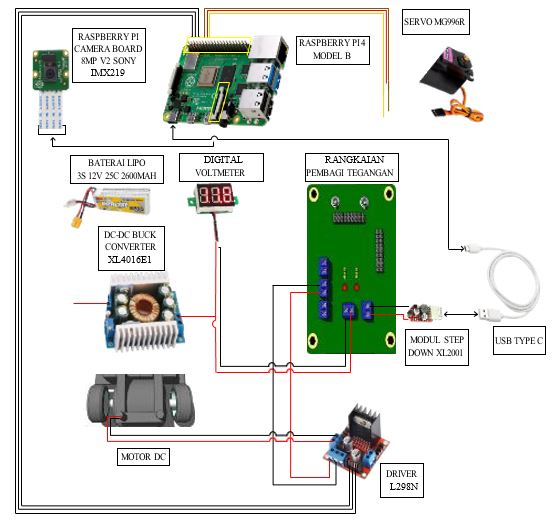 SERVO MG996R
RASPBERRY PI
CAMERA BOARD
8MP V2 SONY
IMX219
RASPBERRY PI4
MODEL B
BATERAI LIPO
3S 12V 25C 2600MAH
DIGITAL
VOLTMETER
RANGKAIAN
PEMBAGI TEGANGAN
DC-DC BUCK
CONVERTER
XL4016E1
MODUL STEP
DOWN XL2001
USB TYPE C
MOTOR DC
DRIVER
L298N